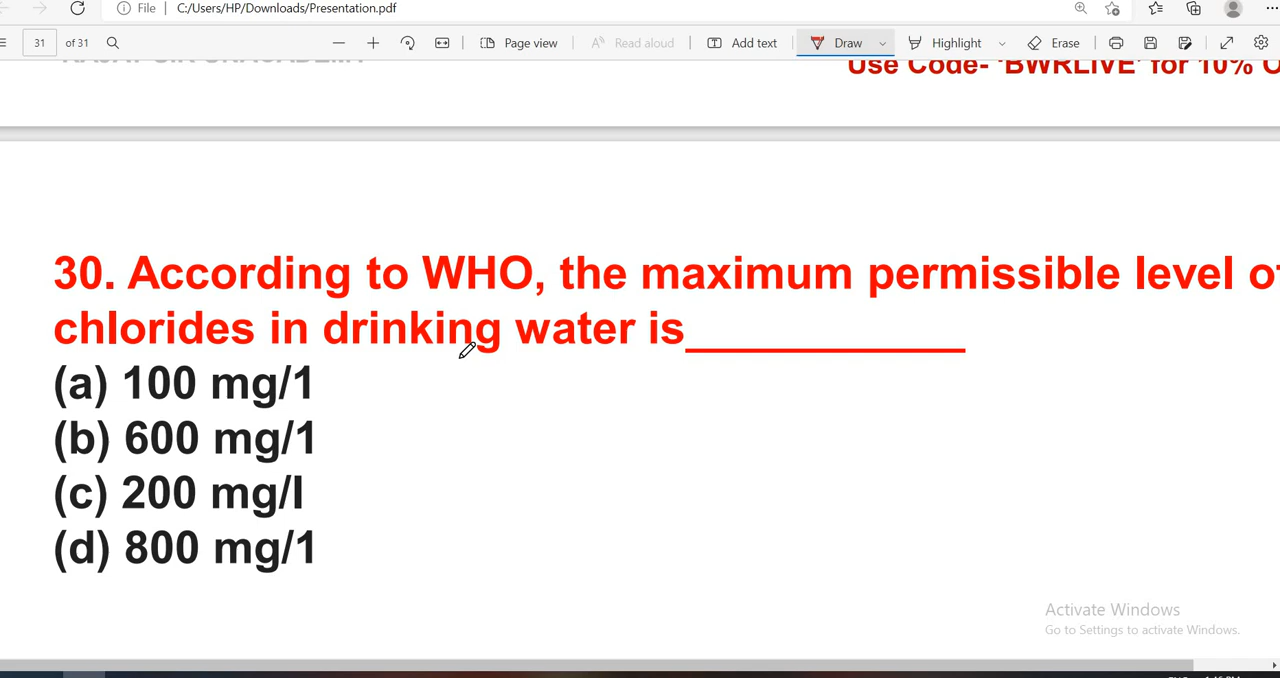 File C:/Users/HP/Downloads/Presentation.pdf
31 of 31 Page view Read aloud Add text Draw Highlight Erase
Use Code- 'BWRLIVE' for 10% O
30. According to WHO, the maximum permissible level of
chlorides in drinking water is__________
(a) 100 mg/1
(b) 600 mg/1
(c) 200 mg/l
(d) 800 mg/1
Activate Windows
Go to Settings to activate Windows.